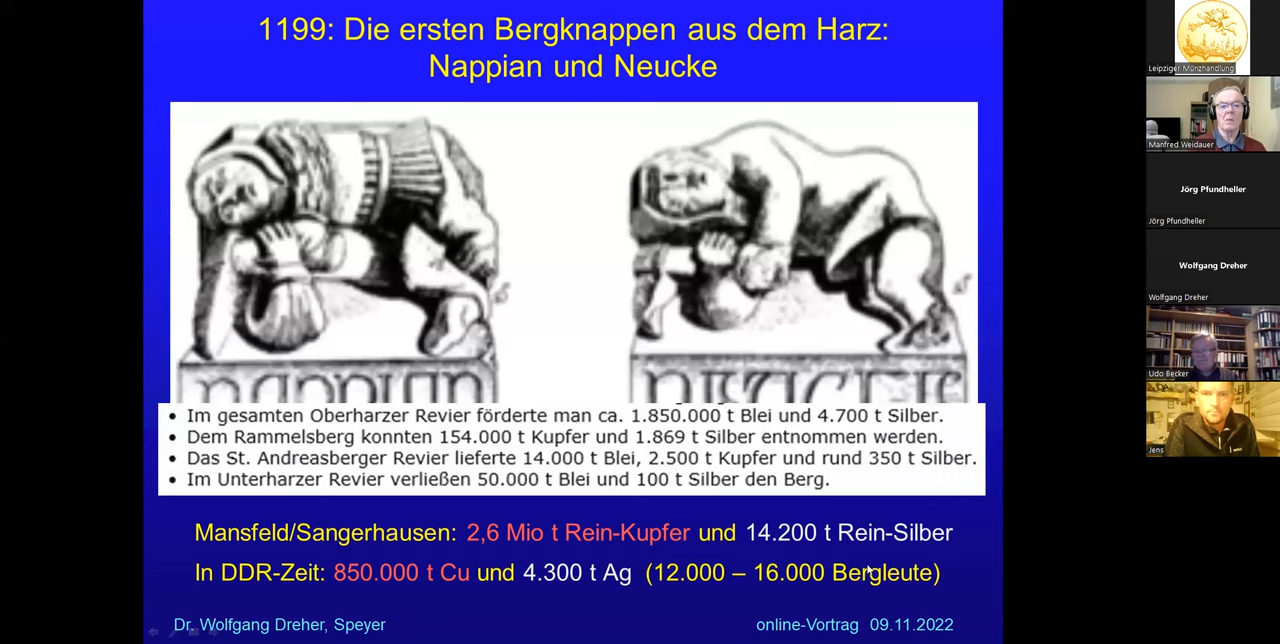 1199: Die ersten Bergknappen aus dem Harz:
Nappian und Neucke
• Im gesamten Oberharzer Revier förderte man ca. 1.850.000 t Blei und 4.700 t Silber.
• Dem Rammelsberg konnten 154.000 t Kupfer und 1.869 t Silber entnommen werden.
• Das St. Andreasberger Revier lieferte 14.000 t Blei, 2.500 t Kupfer und rund 350 t Silber.
• Im Unterharzer Revier verließen 50.000 t Blei und 100 t Silber den Berg.
Mansfeld/Sangerhausen: 2,6 Mio t Rein-Kupfer und 14.200 t Rein-Silber
In DDR-Zeit: 850.000 t Cu und 4.300 t Ag (12.000 – 16.000 Bergleute)
Dr. Wolfgang Dreher, Speyer
online-Vortrag 09.11.2022
Leipziger Münzhandlung
Manfred Weidauer
Jörg Pfundheller
Jörg Pfundheller
Wolfgang Dreher
Wolfgang Dreher
Udo Becker
Jens